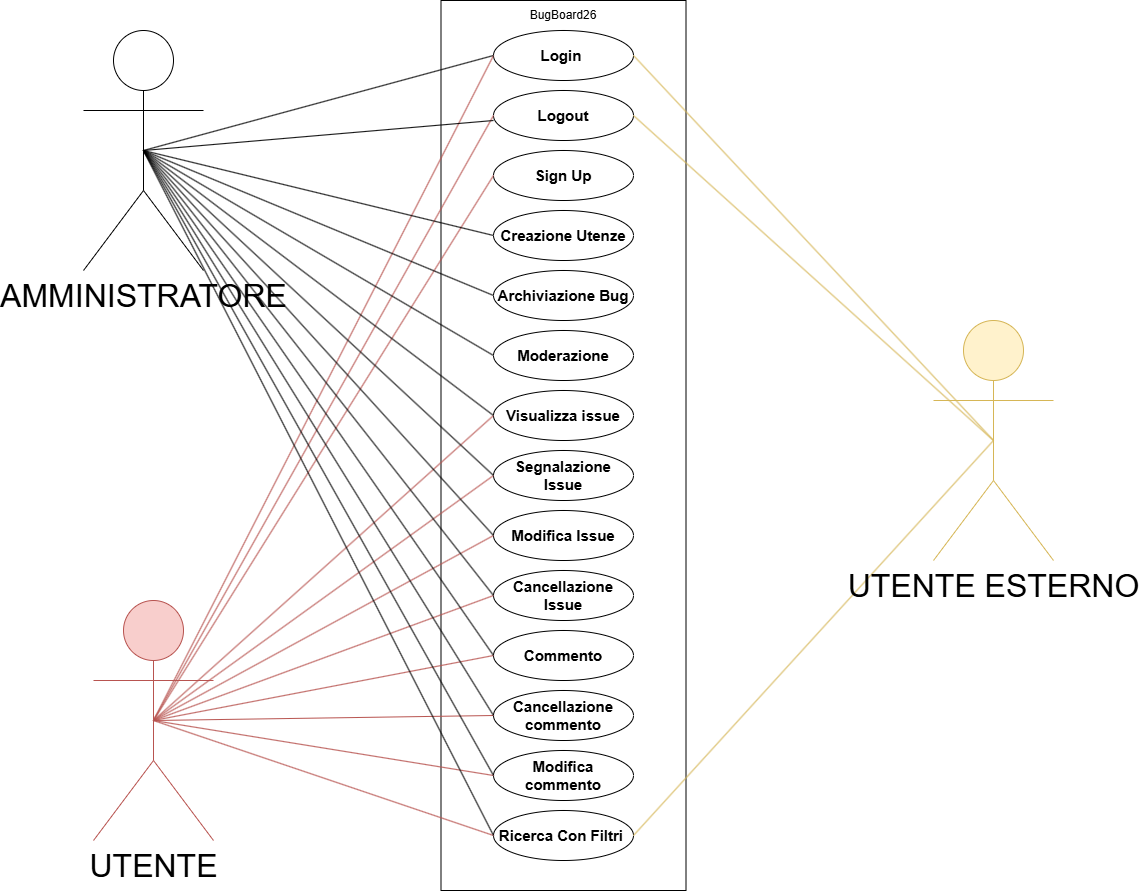 BugBoard26
Login
Logout
Sign Up
Creazione Utenze
AMMINISTRATORE
Archiviazione Bug
Moderazione
Visualizza issue
Segnalazione
Issue
Modifica Issue
Cancellazione
Issue
UTENTE ESTERNO
Commento
Cancellazione
commento
Modifica
commento
Ricerca Con Filtri
UTENTE